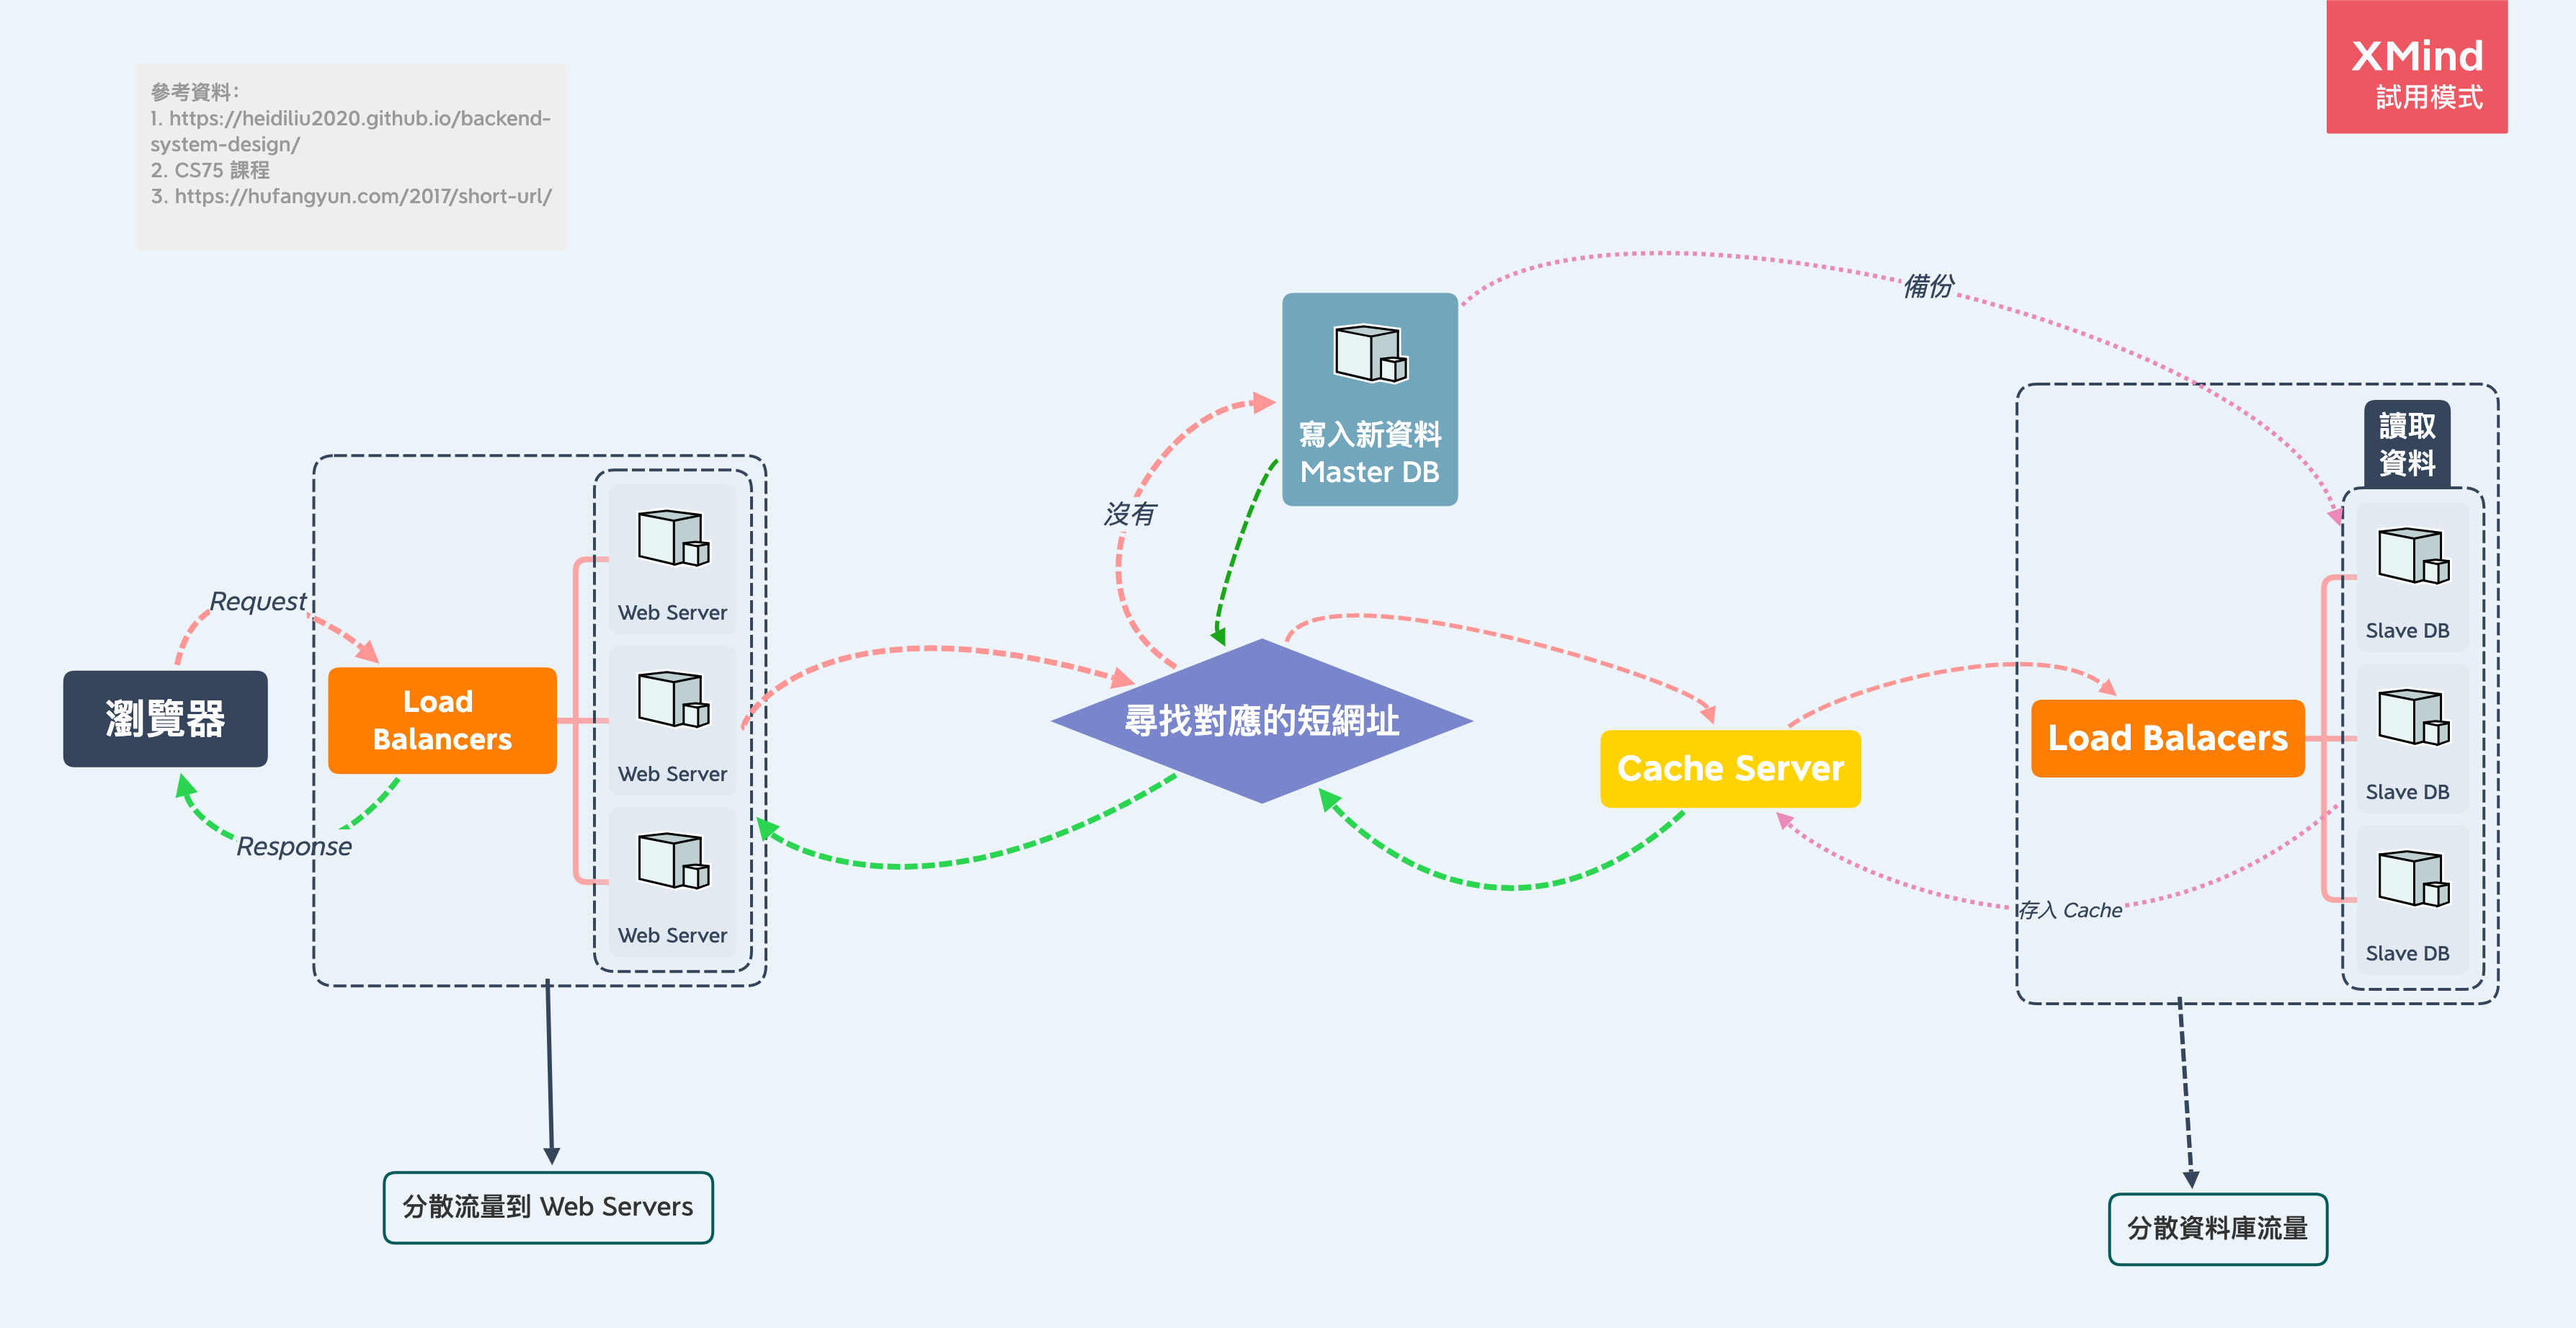 XMind
試用模式
參考資料：
1. https://heidiliu2020.github.io/backend-
system-design/
2. CS75 課程
3. https://hufangyun.com/2017/short-url/
備份
寫入新資料
Master DB
讀取
資料
沒有
Request
Web Server
Slave DB
瀏覽器
Load
Balancers
Web Server
尋找對應的短網址
Cache Server
Load Balacers
Slave DB
Response
存入 Cache
Web Server
Slave DB
分散流量到 Web Servers
分散資料庫流量